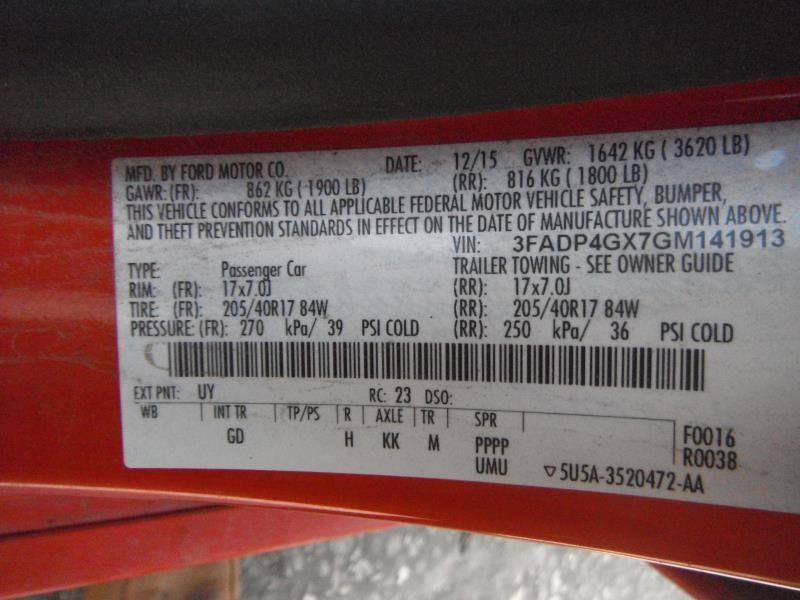 MFD. BY FORD MOTOR CO. DATE: 12/15 GVWR: 1642 KG ( 3620 LB)
GAWR: (FR): 862 KG ( 1900 LB) (RR): 816 KG ( 1800 LB)
THIS VEHICLE CONFORMS TO ALL APPLICABLE FEDERAL MOTOR VEHICLE SAFETY, BUMPER,
AND THEFT PREVENTION STANDARDS IN EFFECT ON THE DATE OF MANUFACTURE SHOWN ABOVE.
VIN: 3FADP4GX7GM141913
TYPE: Passenger Car TRAILER TOWING - SEE OWNER GUIDE
RIM: (FR): 17x7.0J (RR): 17x7.0J
TIRE: (FR): 205/40R17 84W (RR): 205/40R17 84W
PRESSURE: (FR): 270 kPa/ 39 PSI COLD (RR): 250 kPa/ 36 PSI COLD
EXT PNT: UY RC: 23 DSO:
WB INT TR TP/PS R AXLE TR SPR F0016
GD H KK M PPPP R0038
UMU ▽5U5A-3520472-AA